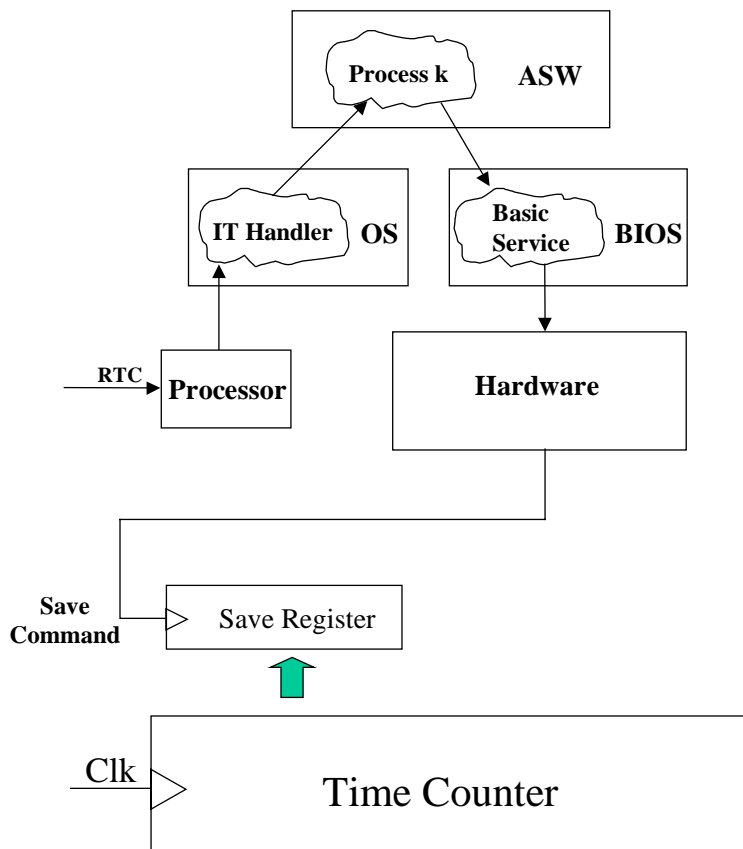 Process k
ASW
IT Handler
OS
Basic
Service
BIOS
RTC
Processor
Hardware
Save
Command
Save Register
Clk
Time Counter